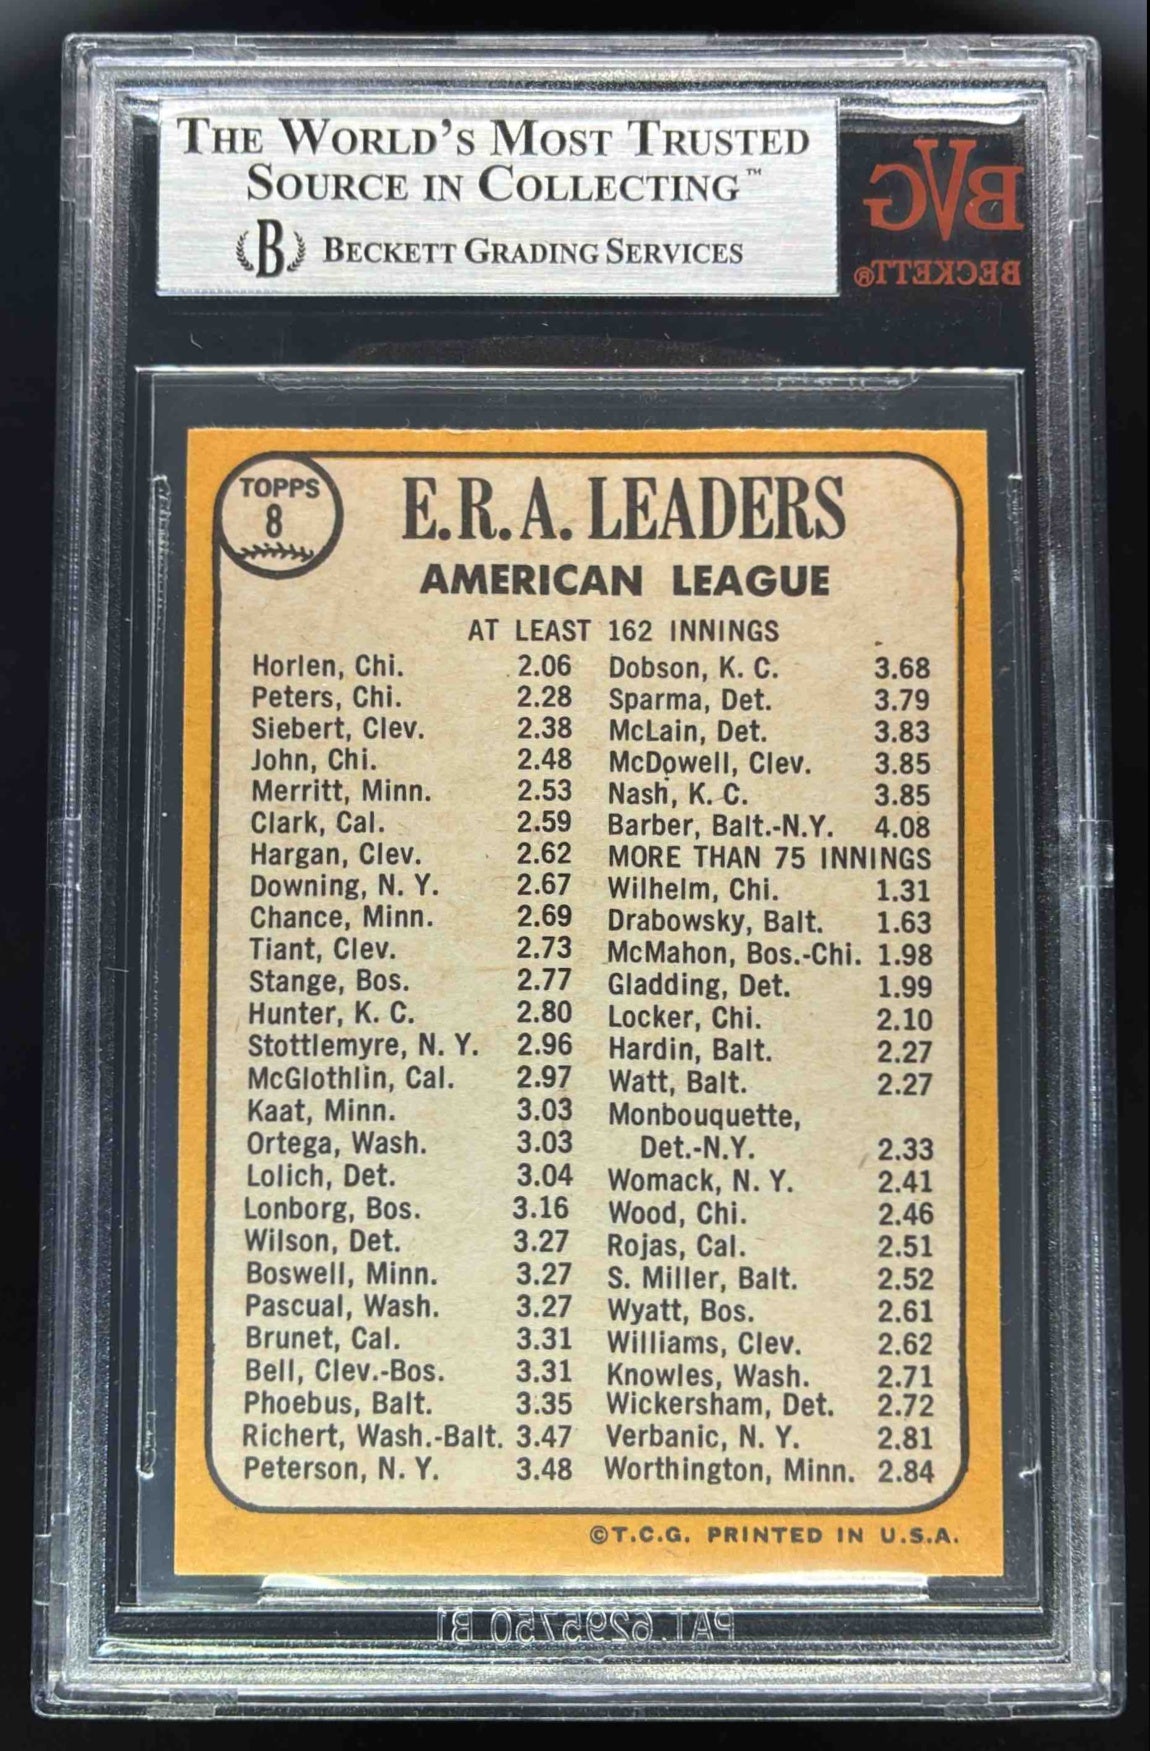 THE WORLD'S MOST TRUSTED
SOURCE IN COLLECTING™
B BECKETT GRADING SERVICES
BVG
BECKETT®
TOPPS
8
E.R.A. LEADERS
AMERICAN LEAGUE
AT LEAST 162 INNINGS
Horlen, Chi. 2.06
Peters, Chi. 2.28
Siebert, Clev. 2.38
John, Chi. 2.48
Merritt, Minn. 2.53
Clark, Cal. 2.59
Hargan, Clev. 2.62
Downing, N. Y. 2.67
Chance, Minn. 2.69
Tiant, Clev. 2.73
Stange, Bos. 2.77
Hunter, K. C. 2.80
Stottlemyre, N. Y. 2.96
McGlothlin, Cal. 2.97
Kaat, Minn. 3.03
Ortega, Wash. 3.03
Lolich, Det. 3.04
Lonborg, Bos. 3.16
Wilson, Det. 3.27
Boswell, Minn. 3.27
Pascual, Wash. 3.27
Brunet, Cal. 3.31
Bell, Clev.-Bos. 3.31
Phoebus, Balt. 3.35
Richert, Wash.-Balt. 3.47
Peterson, N. Y. 3.48
Dobson, K. C. 3.68
Sparma, Det. 3.79
McLain, Det. 3.83
McDowell, Clev. 3.85
Nash, K. C. 3.85
Barber, Balt.-N.Y. 4.08
MORE THAN 75 INNINGS
Wilhelm, Chi. 1.31
Drabowsky, Balt. 1.63
McMahon, Bos.-Chi. 1.98
Gladding, Det. 1.99
Locker, Chi. 2.10
Hardin, Balt. 2.27
Watt, Balt. 2.27
Monbouquette,
Det.-N.Y. 2.33
Womack, N. Y. 2.41
Wood, Chi. 2.46
Rojas, Cal. 2.51
S. Miller, Balt. 2.52
Wyatt, Bos. 2.61
Williams, Clev. 2.62
Knowles, Wash. 2.71
Wickersham, Det. 2.72
Verbanic, N. Y. 2.81
Worthington, Minn. 2.84
©T.C.G. PRINTED IN U.S.A.
PAT. 6295750 B1